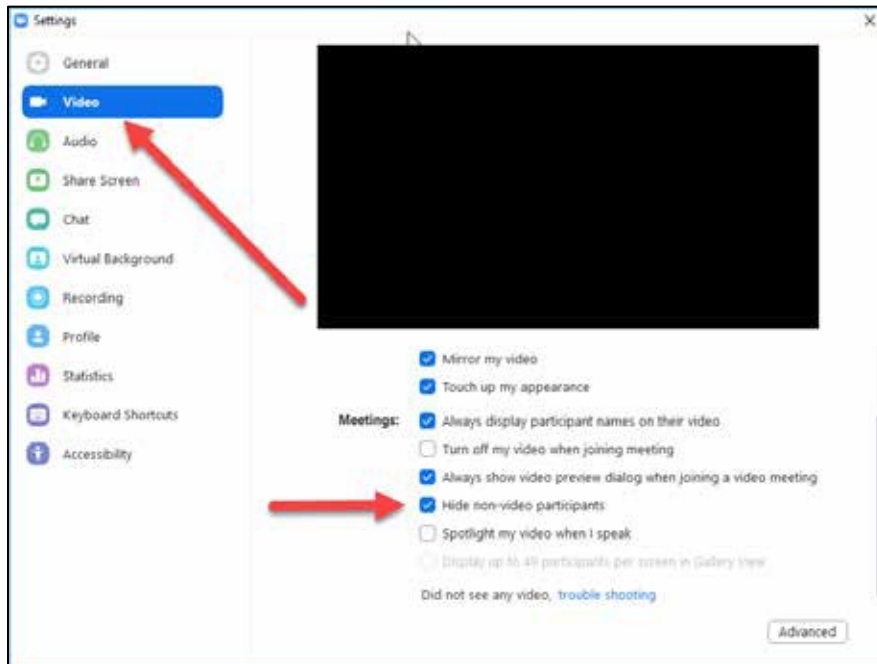 Settings
General
Video
Audio
Share Screen
Chat
Virtual Background
Recording
Profile
Statistics
Keyboard Shortcuts
Accessibility
Mirror my video
Touch up my appearance
Meetings: Always display participant names on their video
Turn off my video when joining meeting
Always show video preview dialog when joining a video meeting
Hide non-video participants
Spotlight my video when I speak
Display up to 49 participants per screen in Gallery View
Did not see any video, trouble shooting
Advanced